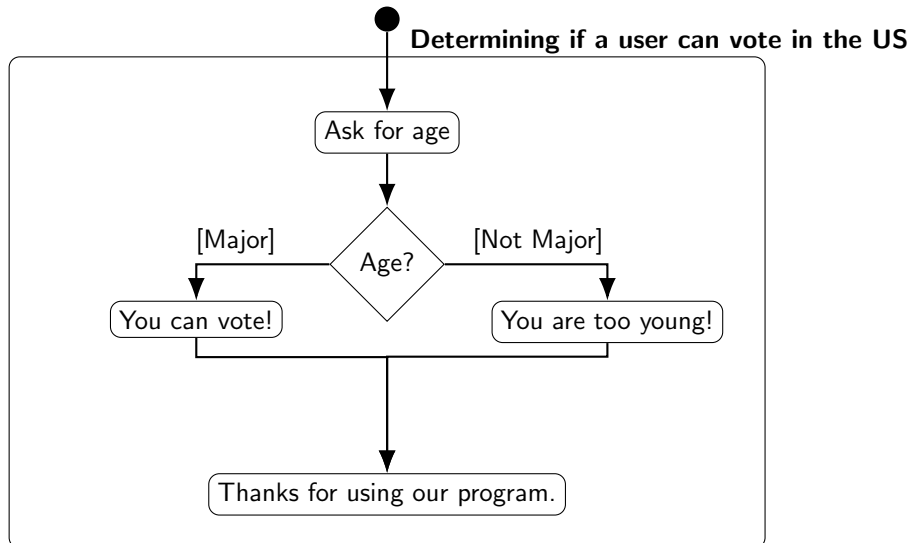 Determining if a user can vote in the US
Ask for age
[Major]
Age?
[Not Major]
You can vote!
You are too young!
Thanks for using our program.